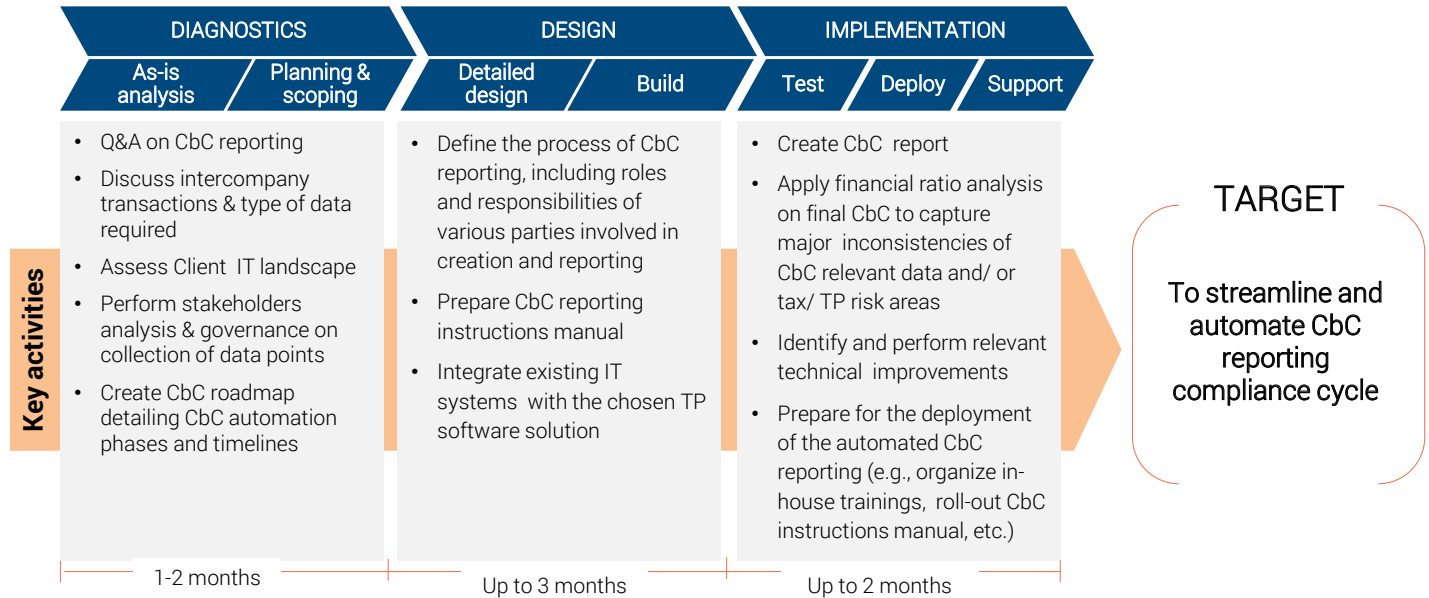 DIAGNOSTICS
DESIGN
IMPLEMENTATION
As-is
analysis
Planning &
scoping
Detailed
design
Build
Test
Deploy
Support
Key activities
• Q&A on CbC reporting
• Discuss intercompany
transactions & type of data
required
• Assess Client IT landscape
• Perform stakeholders
analysis & governance on
collection of data points
• Create CbC roadmap
detailing CbC automation
phases and timelines
• Define the process of CbC
reporting, including roles
and responsibilities of
various parties involved in
creation and reporting
• Prepare CbC reporting
instructions manual
• Integrate existing IT
systems with the chosen TP
software solution
• Create CbC report
• Apply financial ratio analysis
on final CbC to capture
major inconsistencies of
CbC relevant data and/ or
tax/ TP risk areas
• Identify and perform relevant
technical improvements
• Prepare for the deployment
of the automated CbC
reporting (e.g., organize in-
house trainings, roll-out CbC
instructions manual, etc.)
TARGET
To streamline and
automate CbC
reporting
compliance cycle
1-2 months
Up to 3 months
Up to 2 months